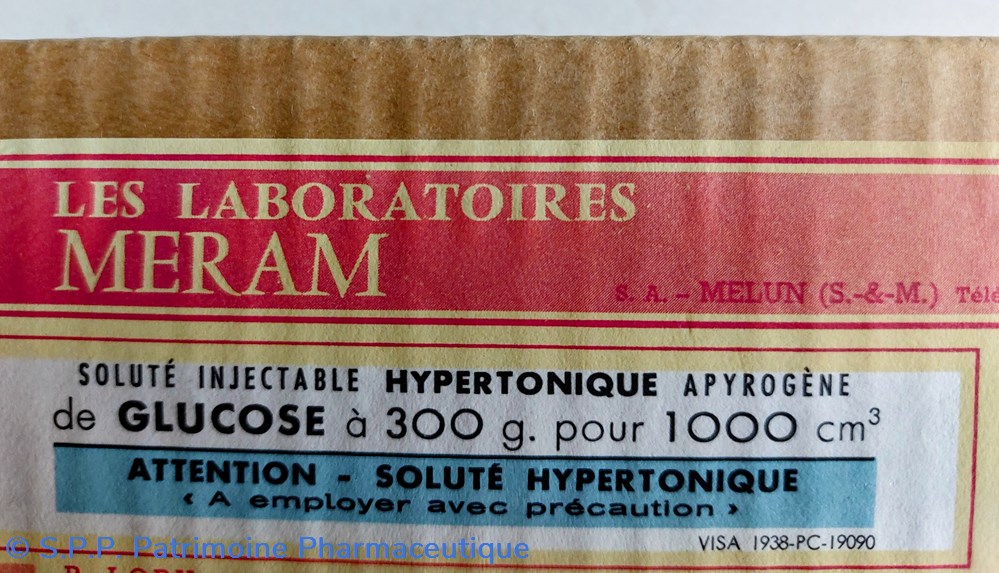 LES LABORATOIRES
MERAM
S. A. - MELUN (S.-&-M.)
SOLUTÉ INJECTABLE HYPERTONIQUE APYROGÈNE
de GLUCOSE à 300 g. pour 1000 cm³
ATTENTION - SOLUTÉ HYPERTONIQUE
« A employer avec précaution »
VISA 1938-PC-19090
© S.P.P. Patrimoine Pharmaceutique